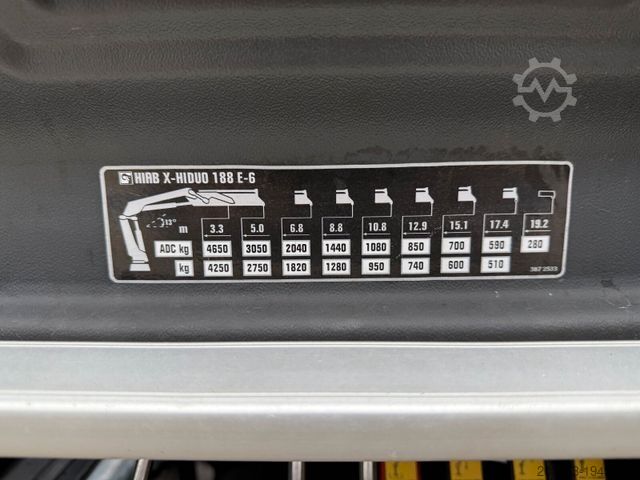 HIAB X-HIDUO 188 E-6
13°
m 3.3 5.0 6.8 8.8 10.8 12.9 15.1 17.4 19.2
ADC kg 4650 3050 2040 1440 1080 850 700 590 280
kg 4250 2750 1820 1280 950 740 600 510
387 2533